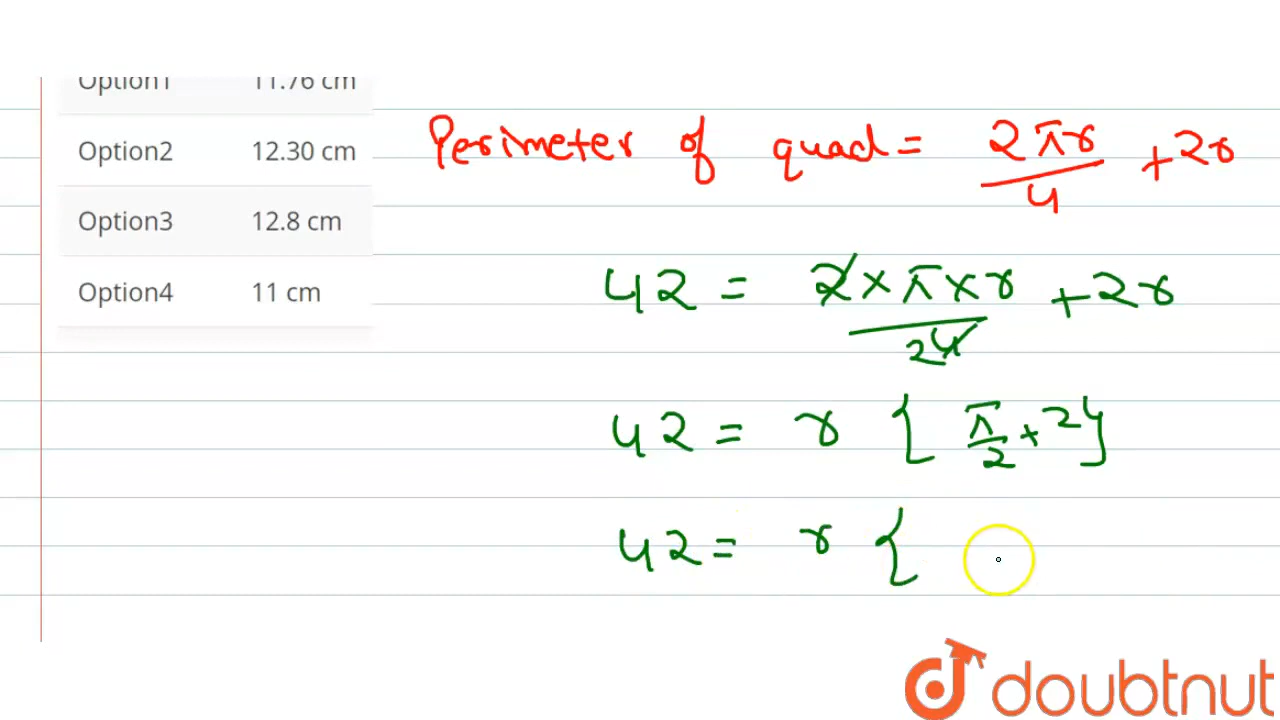 Option1 11.76 cm
Option2 12.30 cm
Option3 12.8 cm
Option4 11 cm
Perimeter of quad = 2πr/4 + 2r
42 = 2×π×r/24 + 2r
42 = r { π/2 + 2 }
42 = r {
doubtnut